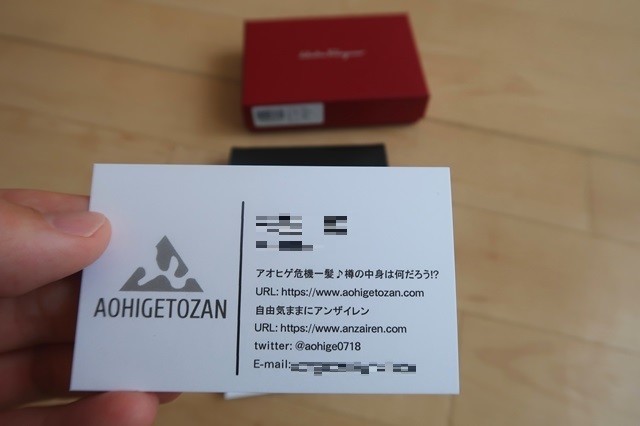 Salvatore Ferragamo
AOHIGETOZAN
アオヒゲ危機一髪♪樽の中身は何だろう!?
URL: https://www.aohigetozan.com
自由気ままにアンザイレン
URL: https://www.anzairen.com
twitter: @aohige0718
E-mail: